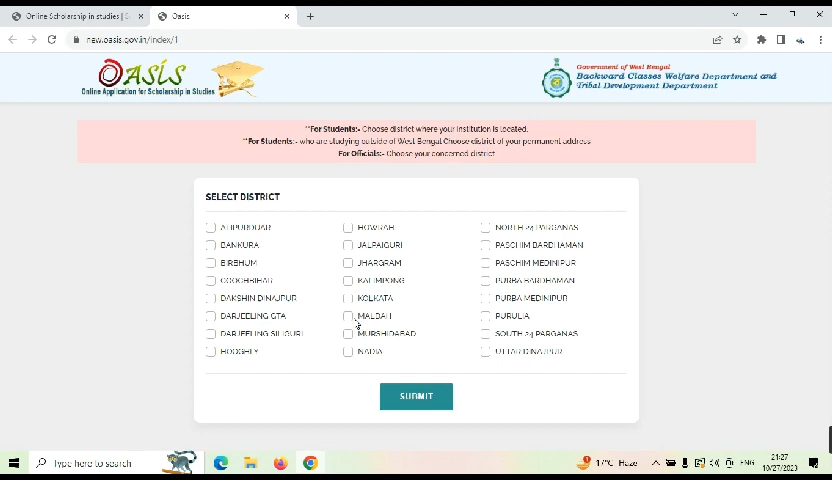 Online Scholarship in studies |
Oasis
new.oasis.gov.in/index/1
OASIS
Online Application for Scholarship in Studies
Government of West Bengal
Backward Classes Welfare Department and
Tribal Development Department
**For Students:- Choose district where your institution is located.
**For Students:- who are studying outside of West Bengal Choose district of your permanent address
For Officials:- Choose your concerned district
SELECT DISTRICT
ALIPURDUAR HOWRAH NORTH 24 PARGANAS
BANKURA JALPAIGURI PASCHIM BARDHAMAN
BIRBHUM JHARGRAM PASCHIM MEDINIPUR
COOCHBIHAR KALIMPONG PURBA BARDHAMAN
DAKSHIN DINAJPUR KOLKATA PURBA MEDINIPUR
DARJEELING GTA MALDAH PURULIA
DARJEELING SILIGURI MURSHIDABAD SOUTH 24 PARGANAS
HOOGHLY NADIA UTTAR DINAJPUR
SUBMIT
Type here to search
17°C Haze
ENG
21:27
10/27/2023